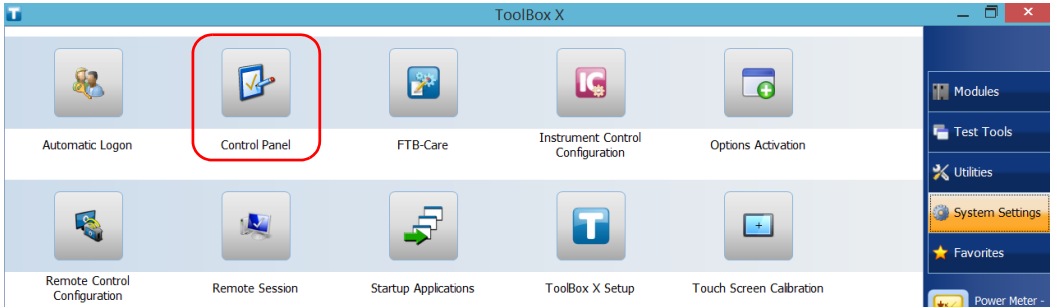 ToolBox X
Automatic Logon
Control Panel
FTB-Care
Instrument Control
Configuration
Options Activation
Remote Control
Configuration
Remote Session
Startup Applications
ToolBox X Setup
Touch Screen Calibration
Modules
Test Tools
Utilities
System Settings
Favorites
Power Meter -